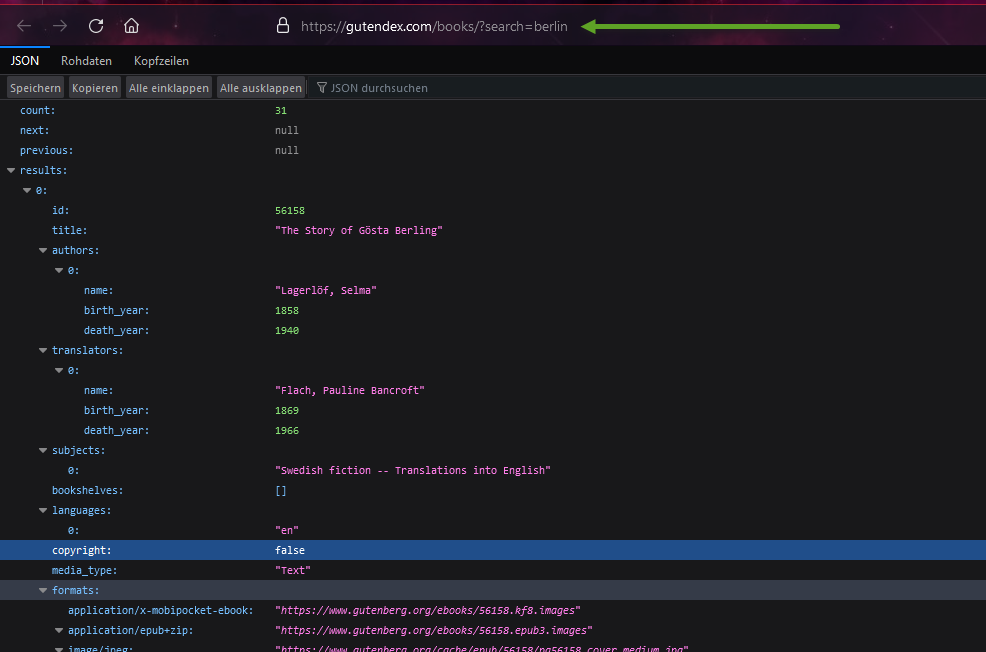 https://gutendex.com/books/?search=berlin
JSON Rohdaten Kopfzeilen
Speichern Kopieren Alle einklappen Alle ausklappen JSON durchsuchen
count: 31
next: null
previous: null
results:
0:
id: 56158
title: "The Story of Gösta Berling"
authors:
0:
name: "Lagerlöf, Selma"
birth_year: 1858
death_year: 1940
translators:
0:
name: "Flach, Pauline Bancroft"
birth_year: 1869
death_year: 1966
subjects:
0: "Swedish fiction -- Translations into English"
bookshelves: []
languages:
0: "en"
copyright: false
media_type: "Text"
formats:
application/x-mobipocket-ebook: "https://www.gutenberg.org/ebooks/56158.kf8.images"
application/epub+zip: "https://www.gutenberg.org/ebooks/56158.epub3.images"
image/jpeg: "https://www.gutenberg.org/cache/epub/56158/pg56158.cover.medium.jpg"